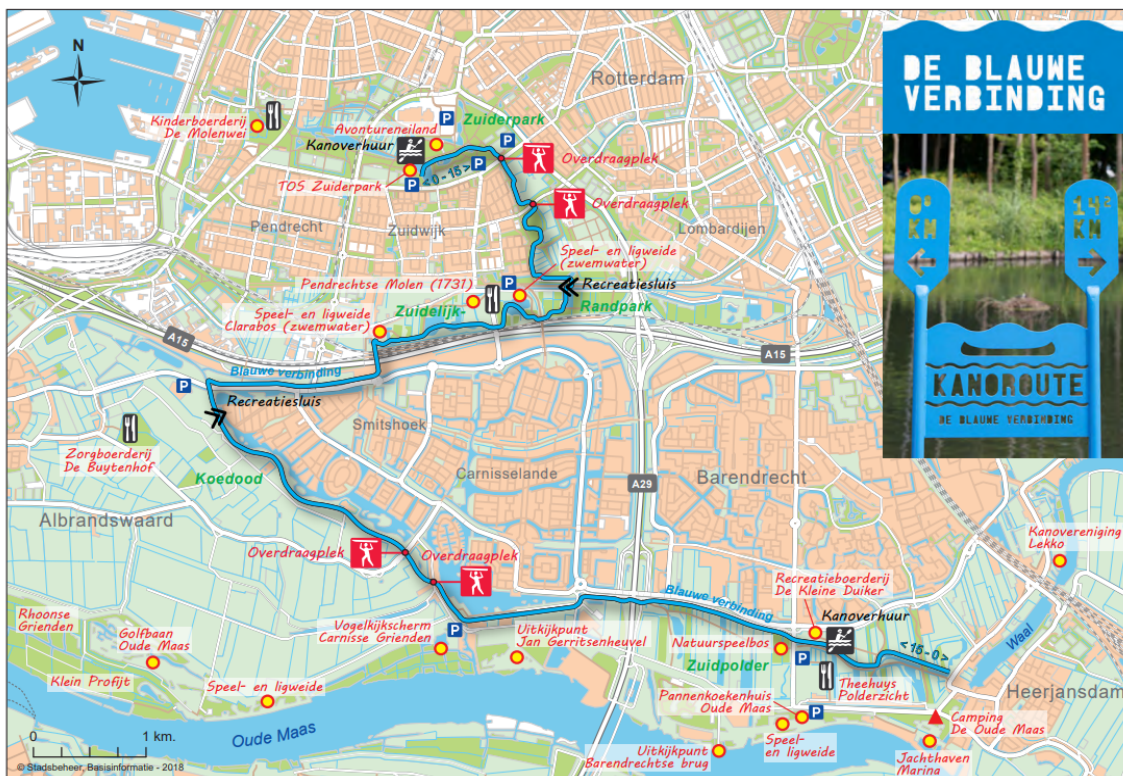 N
Rotterdam
DE BLAUWE
VERBINDING
Kinderboerderij
De Molenwei
Avontureneiland
Zuiderpark
P
P
Kanoverhuur
Overdraagplek
P
TOS Zuiderpark
P
<0-15>
Overdraagplek
Pendrecht
Zuidwijk
Lombardijen
0⁸
KM
14²
KM
Speel- en ligweide
(zwemwater)
P
Pendrechtse Molen (1731)
Recreatiesluis
Zuidelijk-
Randpark
Speel- en ligweide
Clarabos (zwemwater)
A15
A15
Blauwe verbinding
P
Recreatiesluis
KANOROUTE
DE BLAUWE VERBINDING
Smitshoek
Zorgboerderij
De Buytenhof
Carnisselande
Barendrecht
Koedood
A29
Albrandswaard
Kanovereniging
Lekko
Overdraagplek
Overdraagplek
Blauwe verbinding
Recreatieboerderij
De Kleine Duiker
Rhoonse
Grienden
Golfbaan
Oude Maas
Vogelkijkscherm
Carnisse Grienden
P
Uitkijkpunt
Jan Gerritsenheuvel
Kanoverhuur
Natuurspeelbos
P
<15-0>
Waal
Zuidpolder
Klein Profijt
Speel- en ligweide
Theehuys
Polderzicht
Heerjansdam
Pannenkoekenhuis
Oude Maas
P
Oude Maas
Speel-
en ligweide
Camping
De Oude Maas
Uitkijkpunt
Barendrechtse brug
Jachthaven
Marina
0 1 km.
© Stadsbeheer, Basisinformatie - 2018